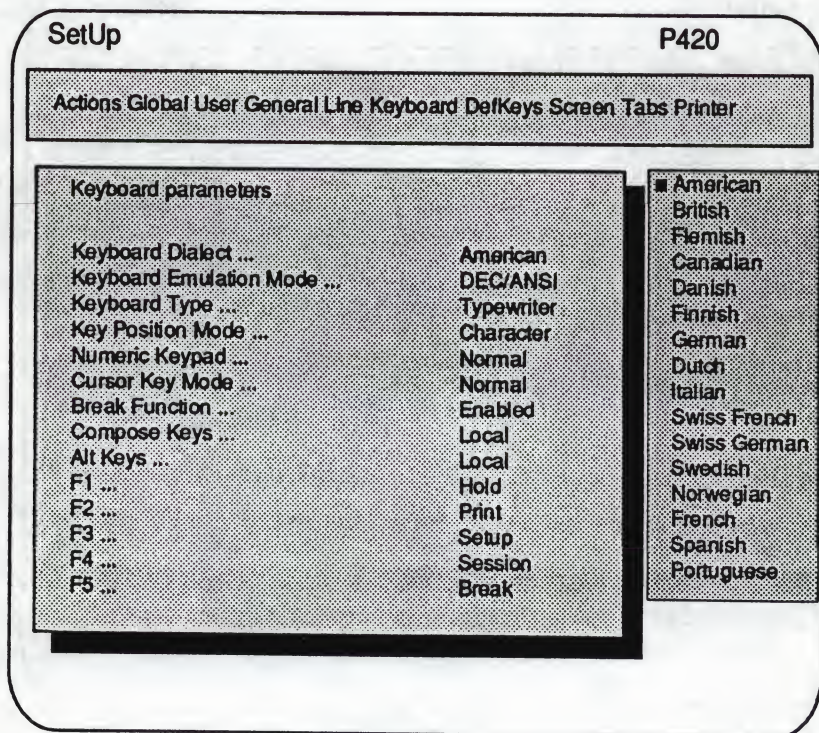 SetUp P420
Actions Global User General Line Keyboard DefKeys Screen Tabs Printer
Keyboard parameters
Keyboard Dialect ... American
Keyboard Emulation Mode ... DEC/ANSI
Keyboard Type ... Typewriter
Key Position Mode ... Character
Numeric Keypad ... Normal
Cursor Key Mode ... Normal
Break Function ... Enabled
Compose Keys ... Local
Alt Keys ... Local
F1 ... Hold
F2 ... Print
F3 ... Setup
F4 ... Session
F5 ... Break
American
British
Flemish
Canadian
Danish
Finnish
German
Dutch
Italian
Swiss French
Swiss German
Swedish
Norwegian
French
Spanish
Portuguese